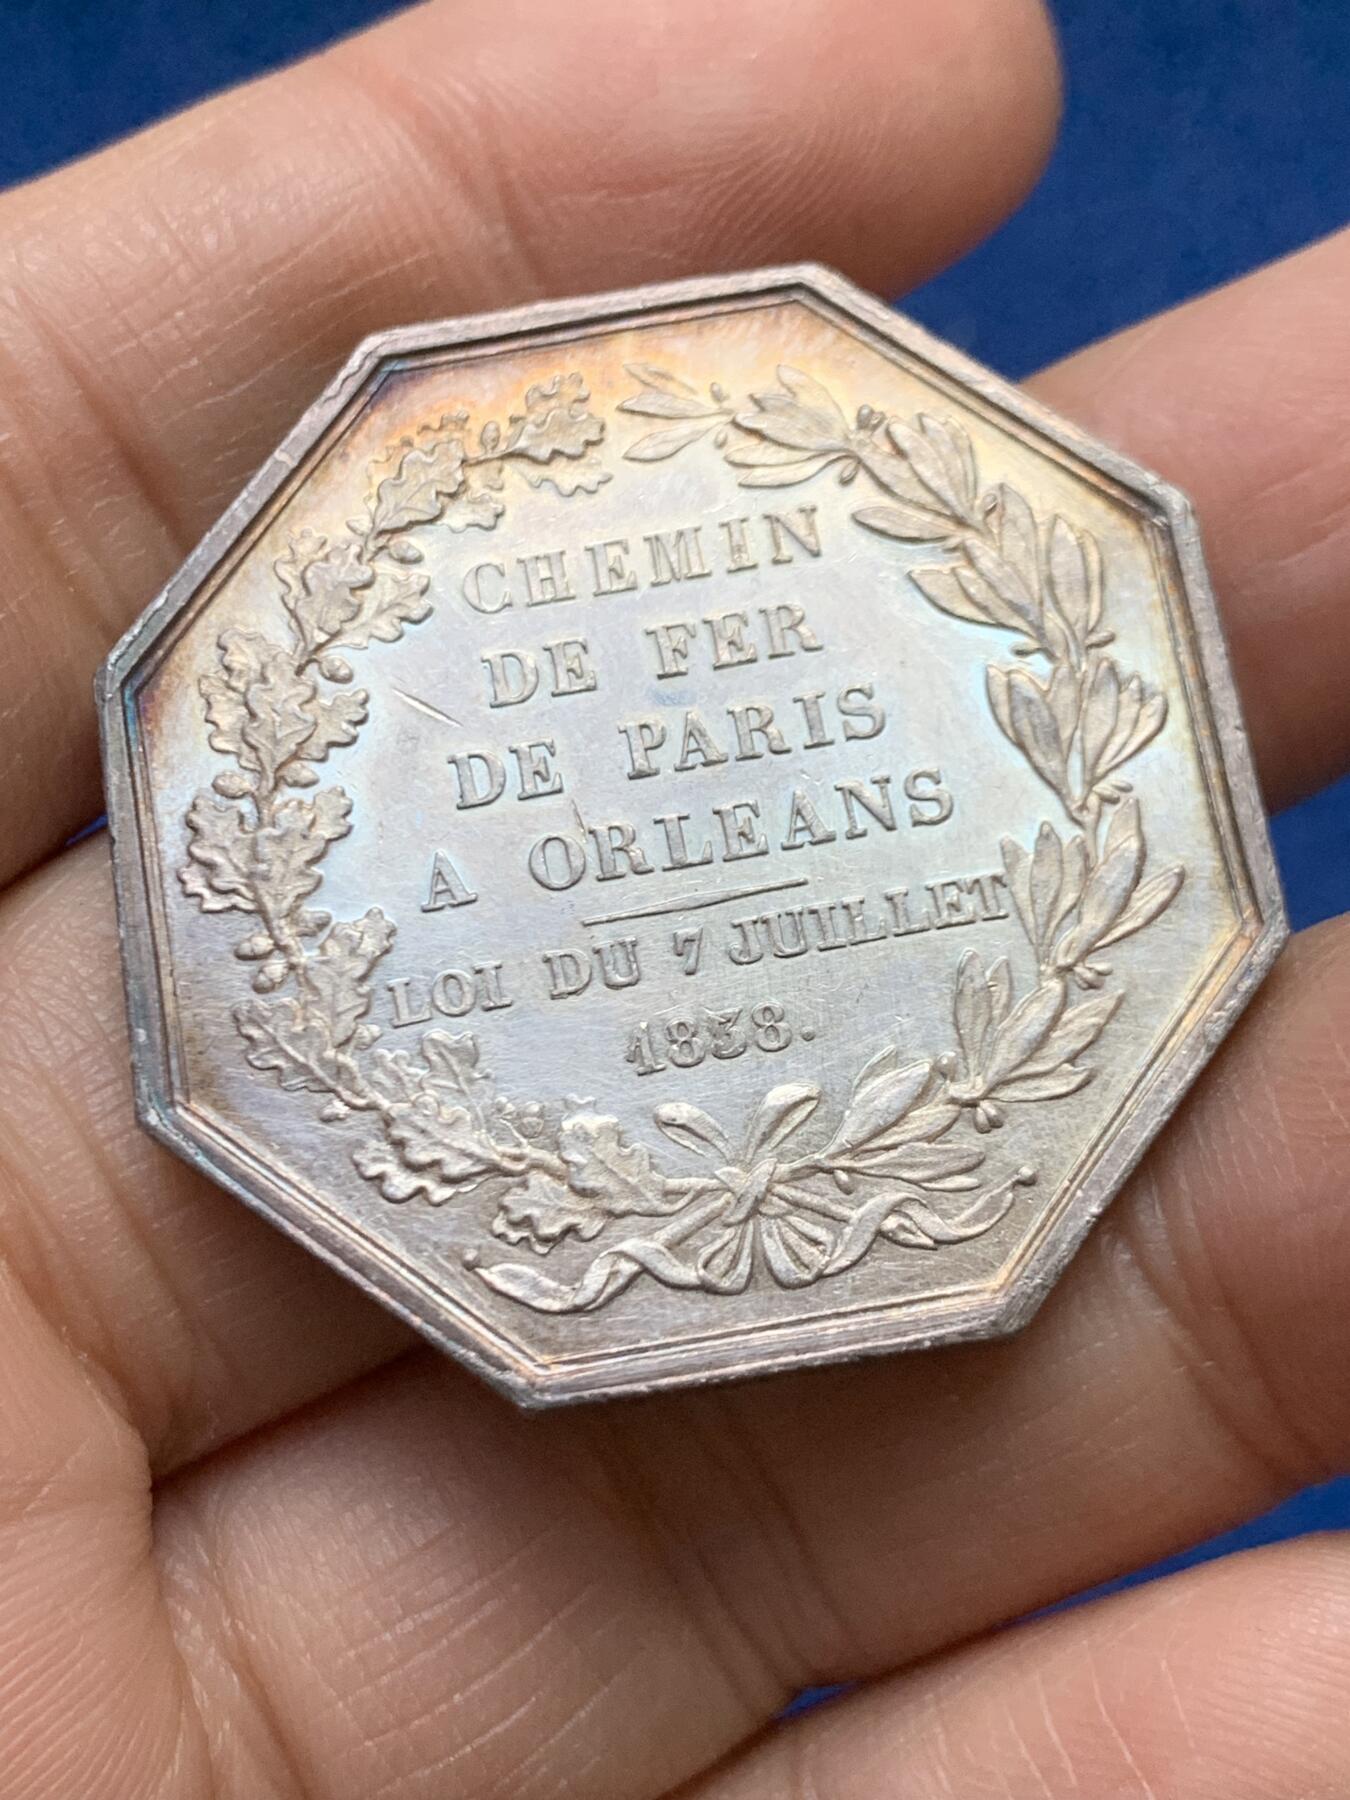 CHEMIN
DE FER
DE PARIS
A ORLEANS
LOI DU 7 JUILLET
1838.